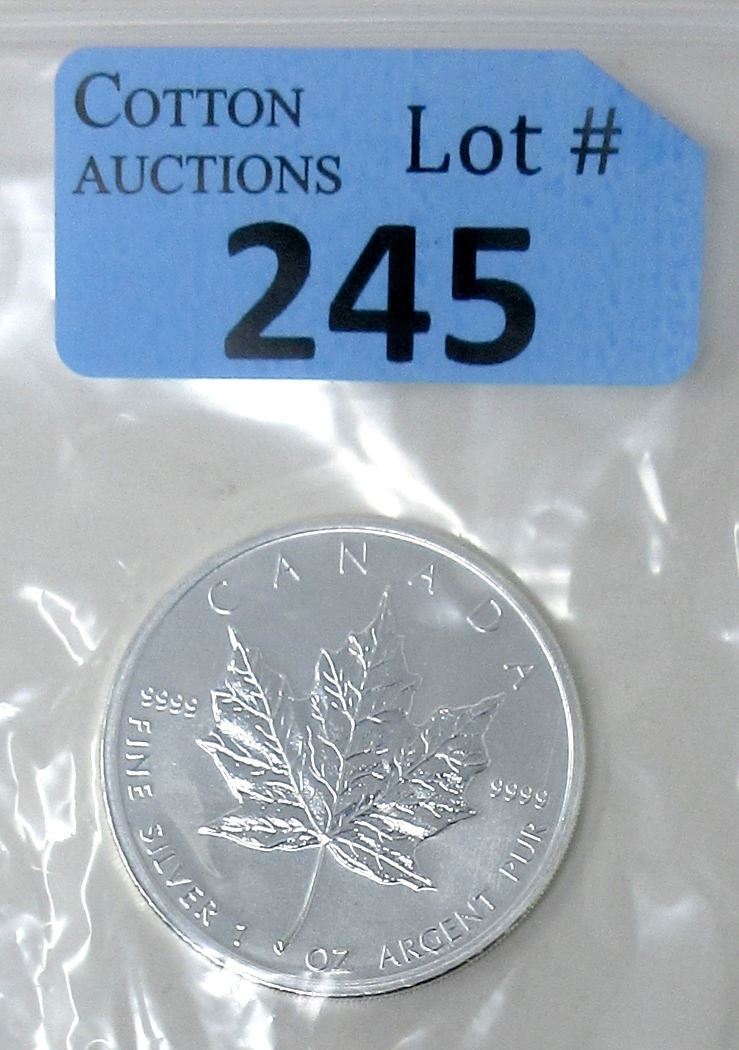 COTTON
AUCTIONS
Lot #
245
CANADA
9999
9999
FINE SILVER 1 OZ ARGENT PUR